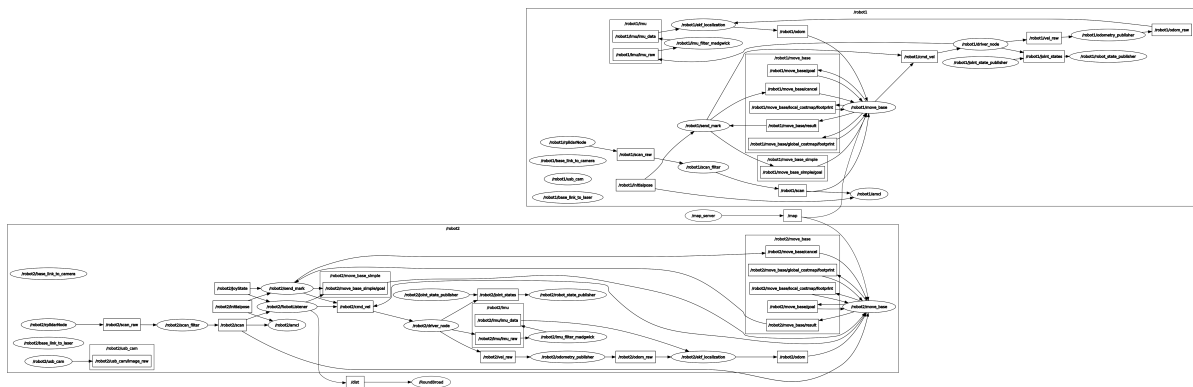 /robot1
/robot1/imu
/robot1/imu/imu_data
/robot1/imu/imu_raw
/robot1/ekf_localization
/robot1/imu_filter_madgwick
/robot1/odom
/robot1/driver_node
/robot1/joint_state_publisher
/robot1/vel_raw
/robot1/joint_states
/robot1/odometry_publisher
/robot1/robot_state_publisher
/robot1/odom_raw
/robot1/cmd_vel
/robot1/move_base
/robot1/move_base/goal
/robot1/move_base/cancel
/robot1/move_base/local_costmap/footprint
/robot1/move_base/result
/robot1/move_base/global_costmap/footprint
/robot1/move_base
/robot1/send_mark
/robot1/move_base_simple
/robot1/move_base_simple/goal
/robot1/rplidarNode
/robot1/scan_raw
/robot1/base_link_to_camera
/robot1/scan_filter
/robot1/usb_cam
/robot1/initialpose
/robot1/scan
/robot1/amcl
/robot1/base_link_to_laser
/map_server
/map
/robot2
/robot2/base_link_to_camera
/robot2/joyState
/robot2/send_mark
/robot2/move_base_simple
/robot2/move_base_simple/goal
/robot2/initialpose
/robot2/cmd_vel
/robot2/rplidarNode
/robot2/scan_raw
/robot2/scan_filter
/robot2/scan
/robot2/amcl
/robot2/base_link_to_laser
/robot2/usb_cam
/robot2/usb_cam
/robot2/usb_cam/image_raw
/robot2/joint_state_publisher
/robot2/joint_states
/robot2/robot_state_publisher
/robot2/driver_node
/robot2/imu
/robot2/imu/imu_data
/robot2/imu/imu_raw
/robot2/imu_filter_madgwick
/robot2/vel_raw
/robot2/odometry_publisher
/robot2/odom_raw
/robot2/ekf_localization
/robot2/odom
/robot2/move_base
/robot2/move_base/cancel
/robot2/move_base/global_costmap/footprint
/robot2/move_base/local_costmap/footprint
/robot2/move_base/goal
/robot2/move_base/result
/robot2/move_base
/dist